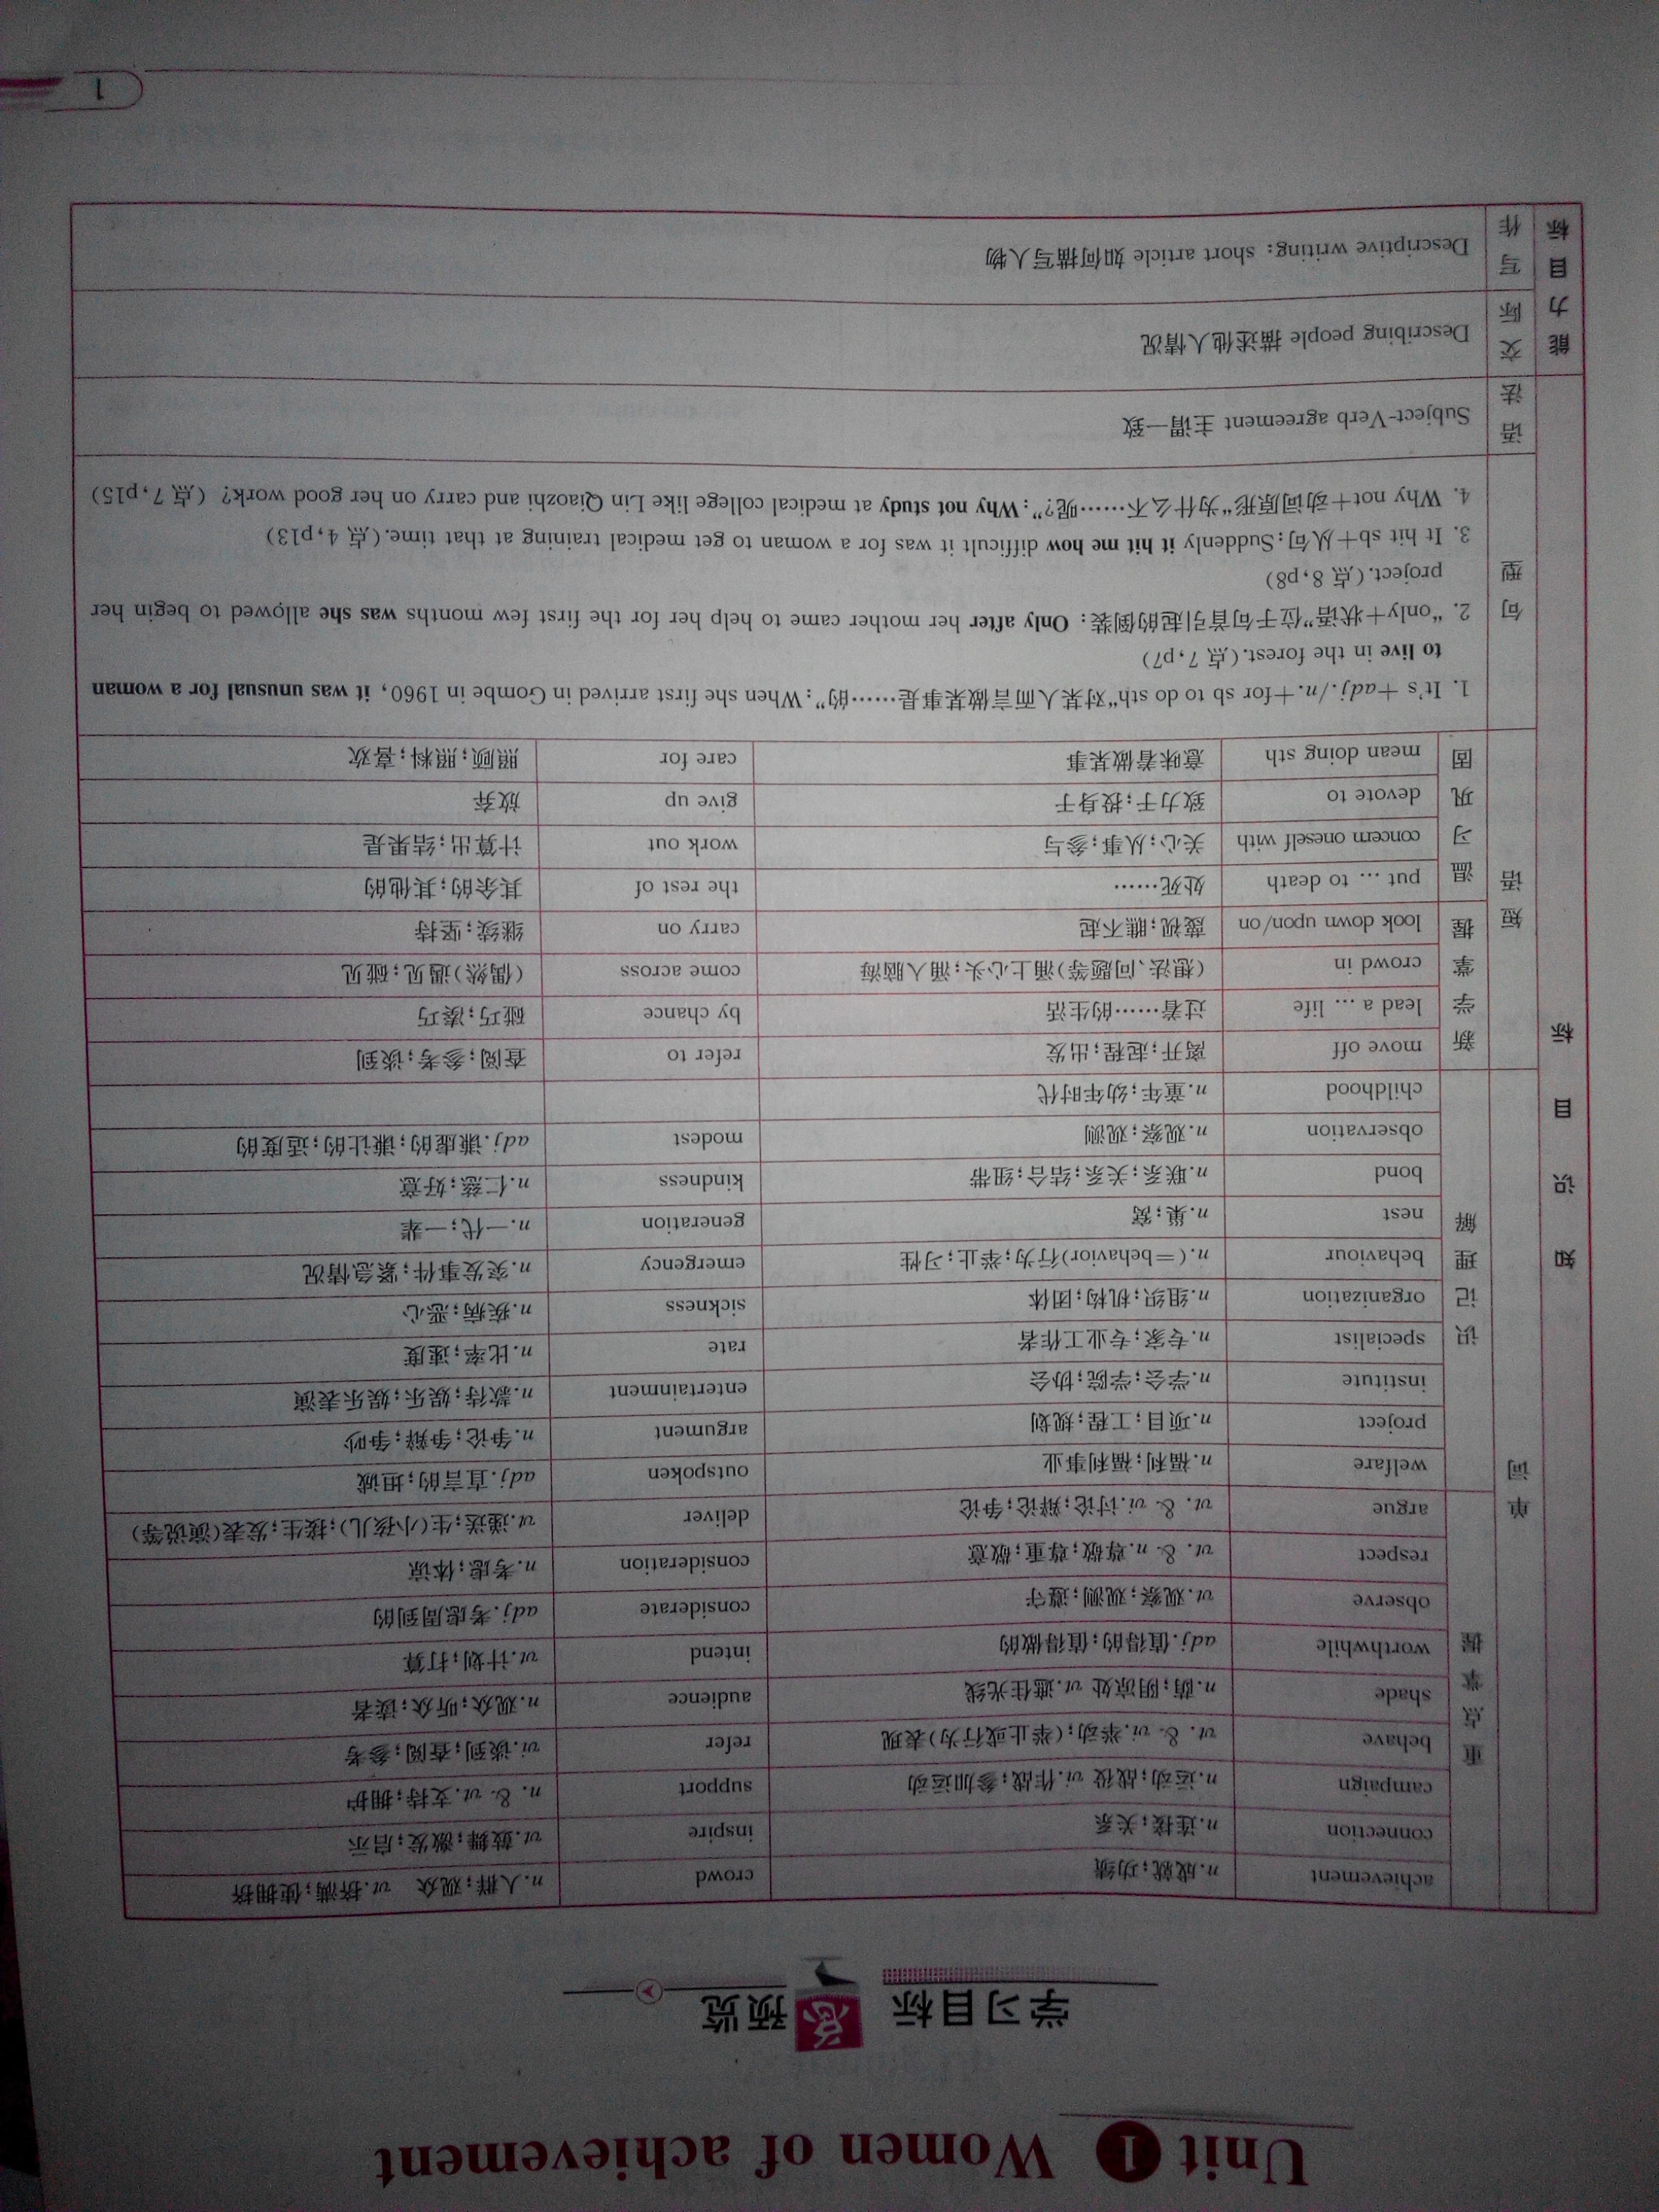 Unit 1 Women of achievement
学习目标 总 预览
知识目标
单词
重点掌握
achievement n.成就;功绩 crowd n.人群;观众 vt.挤满;使拥挤
connection n.连接;关系 inspire vt.鼓舞;激发;启示
campaign n.运动;战役 vi.作战;参加运动 support n. & vt.支持;拥护
behave vt. & vi.举动;(举止或行为)表现 refer vi.谈到;查阅;参考
shade n.荫;阴凉处 vt.遮住光线 audience n.观众;听众;读者
worthwhile adj.值得的;值得做的 intend vt.计划;打算
observe vt.观察;观测;遵守 considerate adj.考虑周到的
respect vt. & n.尊敬;尊重;敬意 consideration n.考虑;体谅
argue vt. & vi.讨论;辩论;争论 deliver vt.递送;生(小孩儿);接生;发表(演说等)
识记理解
welfare n.福利;福利事业 outspoken adj.直言的;坦诚
project n.项目;工程;规划 argument n.争论;争辩;争吵
institute n.学会;学院;协会 entertainment n.款待;娱乐;娱乐表演
specialist n.专家;专业工作者 rate n.比率;速度
organization n.组织;机构;团体 sickness n.疾病;恶心
behaviour n.(=behavior)行为;举止;习性 emergency n.突发事件;紧急情况
nest n.巢;窝 generation n.一代;一辈
bond n.联系;关系;结合;纽带 kindness n.仁慈;好意
observation n.观察;观测 modest adj.谦虚的;谦让的;适度的
childhood n.童年;幼年时代
短语
新学掌握
move off 离开;起程;出发 refer to 查阅;参考;谈到
lead a … life 过着……的生活 by chance 碰巧;凑巧
crowd in (想法、问题等)涌上心头;涌入脑海 come across (偶然)遇见;碰见
look down upon/on 蔑视;瞧不起 carry on 继续;坚持
温习巩固
put … to death 处死…… the rest of 其余的;其他的
concern oneself with 关心;从事;参与 work out 计算出;结果是
devote to 致力于;投身于 give up 放弃
mean doing sth 意味着做某事 care for 照顾;照料;喜欢
句型
1. It's +adj./n.+for sb to do sth“对某人而言做某事是……的”:When she first arrived in Gombe in 1960, it was unusual for a woman
to live in the forest.(点 7,p7)
2. “only+状语”位于句首引起的倒装: Only after her mother came to help her for the first few months was she allowed to begin her
project.(点 8,p8)
3. It hit sb+从句:Suddenly it hit me how difficult it was for a woman to get medical training at that time.(点 4,p13)
4. Why not+动词原形“为什么不……呢?”:Why not study at medical college like Lin Qiaozhi and carry on her good work? (点 7,p15)
语法
Subject-Verb agreement 主谓一致
能力目标
交际
Describing people 描述他人情况
写作
Descriptive writing: short article 如何描写人物
1